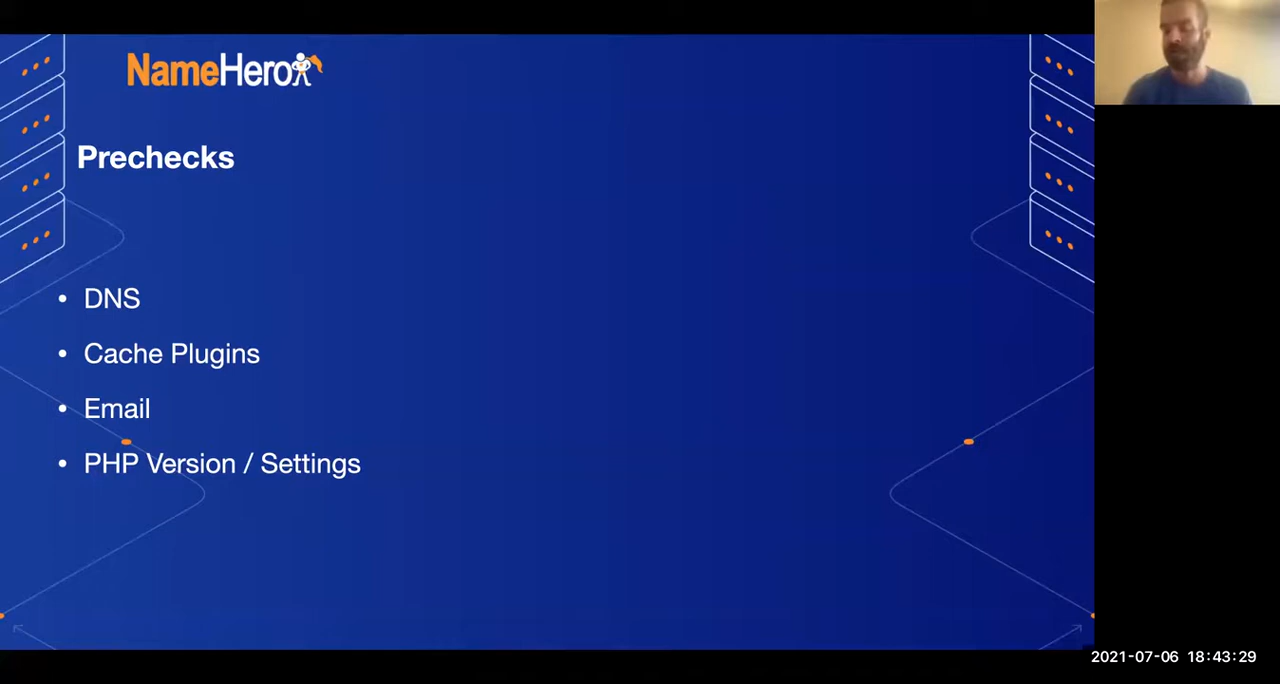 NameHero
Prechecks
• DNS
• Cache Plugins
• Email
• PHP Version / Settings
2021-07-06 18:43:29